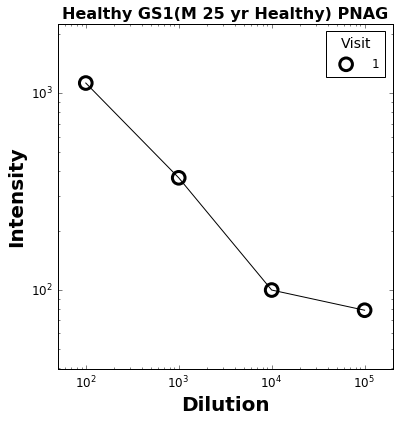 Healthy GS1(M 25 yr Healthy) PNAG
Visit
1
Intensity
10³
10²
10² 10³ 10⁴ 10⁵
Dilution